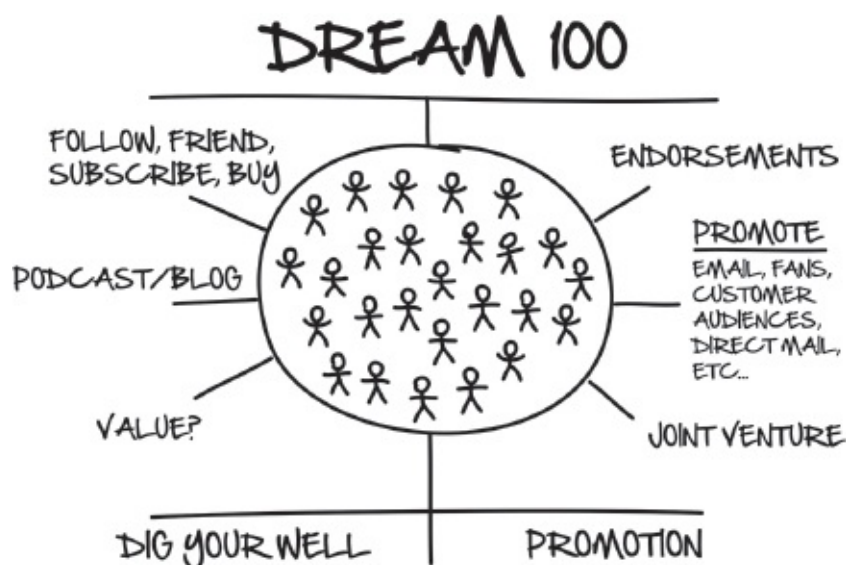 DREAM 100
FOLLOW, FRIEND,
SUBSCRIBE, BUY
PODCAST/BLOG
VALUE?
ENDORSEMENTS
PROMOTE
EMAIL, FANS,
CUSTOMER
AUDIENCES,
DIRECT MAIL,
ETC...
JOINT VENTURE
DIG YOUR WELL
PROMOTION